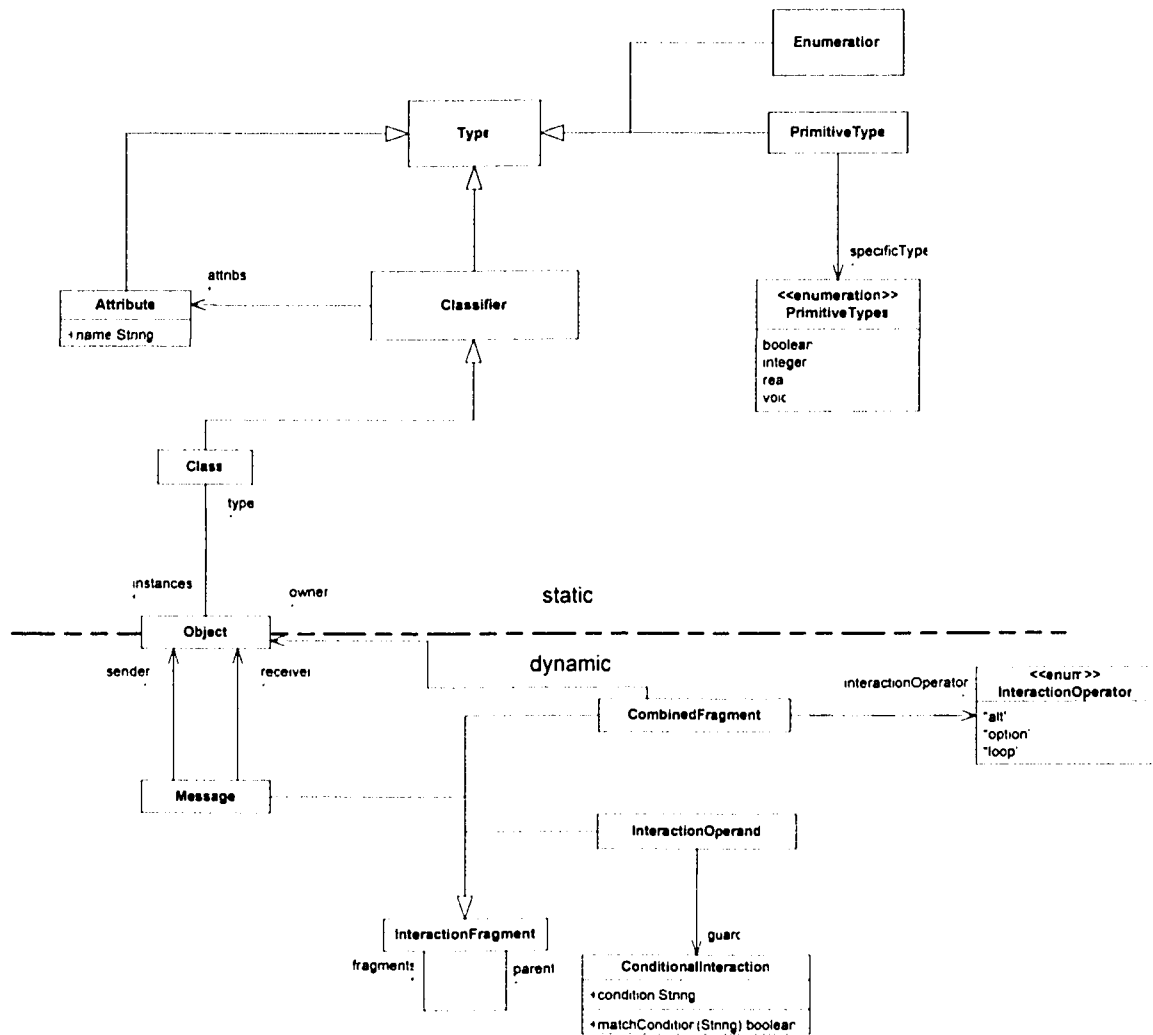 Enumeration
Type
PrimitiveType
specificType
attribs
Attribute
+name String
Classifier
<<enumeration>>
PrimitiveTypes
boolean
integer
real
void
Class
type
instances
owner
static
Object
dynamic
sender
receiver
interactionOperator
<<enum>>
InteractionOperator
"alt"
"option"
"loop"
CombinedFragment
Message
InteractionOperand
InteractionFragment
guard
fragments
parent
ConditionalInteraction
+condition String
+matchCondition(String) boolean